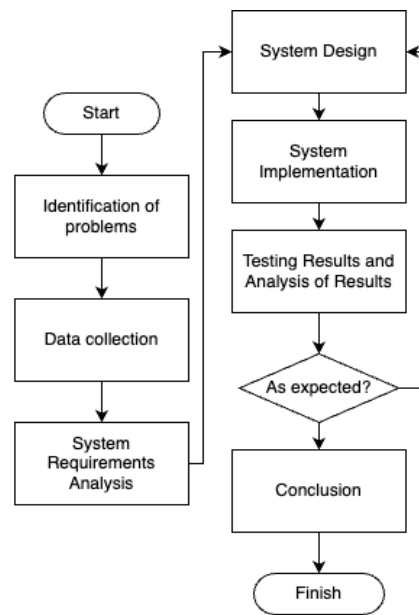 Start
Identification of
problems
Data collection
System
Requirements
Analysis
System Design
System
Implementation
Testing Results and
Analysis of Results
As expected?
Conclusion
Finish